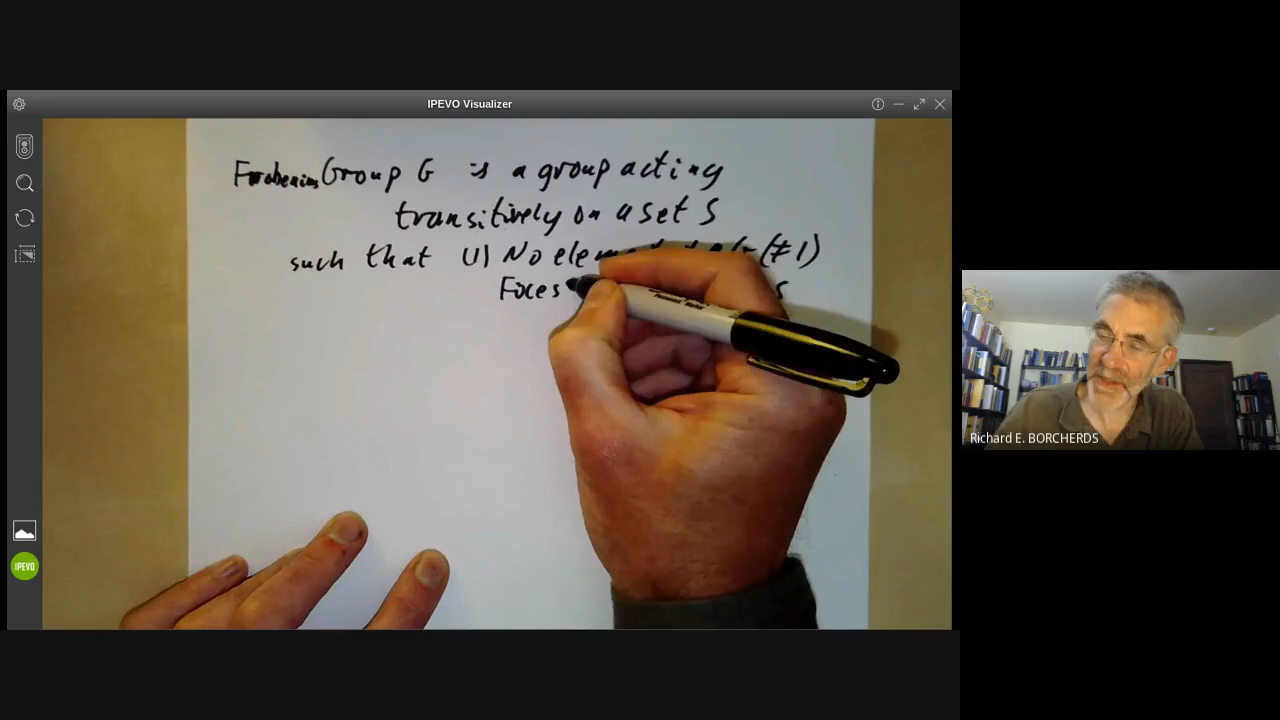 IPEVO Visualizer
Frobenius Group G is a group acting
transitively on a set S
such that (1) No element (≠1)
Fixes S
IPEVO
Richard E. BORCHERDS